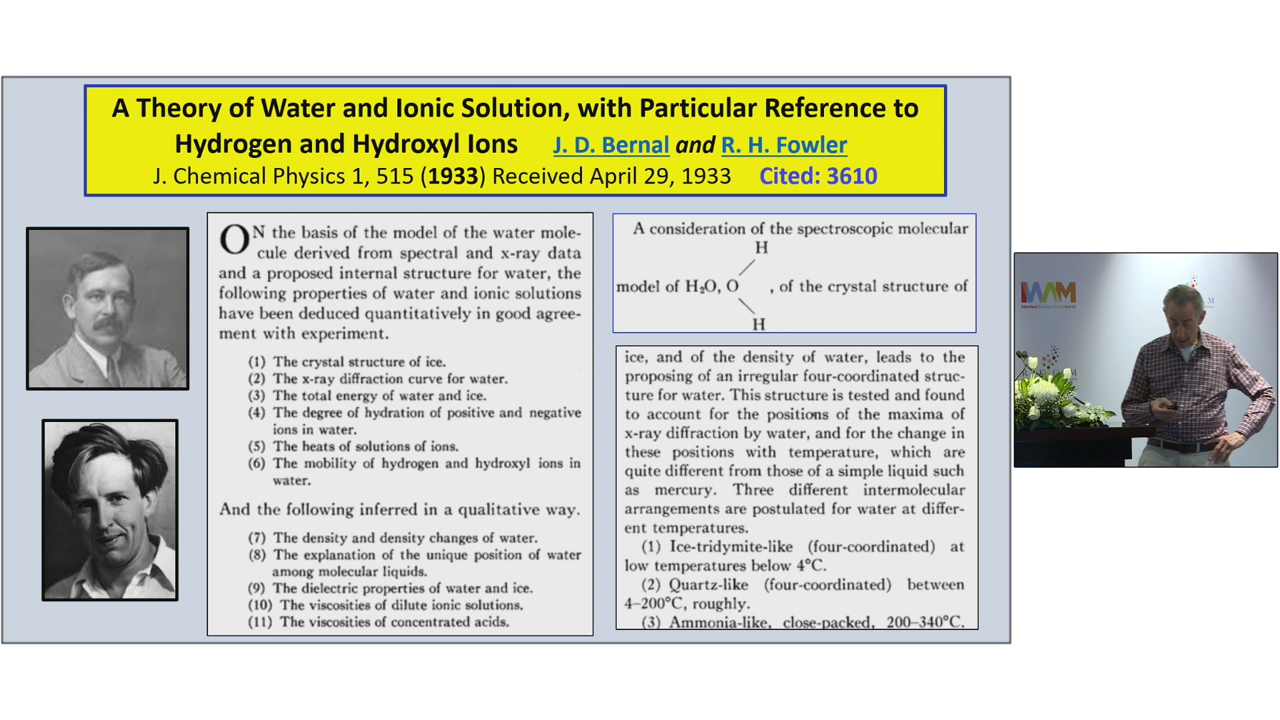 A Theory of Water and Ionic Solution, with Particular Reference to
Hydrogen and Hydroxyl Ions J. D. Bernal and R. H. Fowler
J. Chemical Physics 1, 515 (1933) Received April 29, 1933 Cited: 3610
ON the basis of the model of the water mole-
cule derived from spectral and x-ray data
and a proposed internal structure for water, the
following properties of water and ionic solutions
have been deduced quantitatively in good agree-
ment with experiment.
(1) The crystal structure of ice.
(2) The x-ray diffraction curve for water.
(3) The total energy of water and ice.
(4) The degree of hydration of positive and negative
ions in water.
(5) The heats of solutions of ions.
(6) The mobility of hydrogen and hydroxyl ions in
water.
And the following inferred in a qualitative way.
(7) The density and density changes of water.
(8) The explanation of the unique position of water
among molecular liquids.
(9) The dielectric properties of water and ice.
(10) The viscosities of dilute ionic solutions.
(11) The viscosities of concentrated acids.
A consideration of the spectroscopic molecular
H
model of H₂O, O , of the crystal structure of
H
ice, and of the density of water, leads to the
proposing of an irregular four-coordinated struc-
ture for water. This structure is tested and found
to account for the positions of the maxima of
x-ray diffraction by water, and for the change in
these positions with temperature, which are
quite different from those of a simple liquid such
as mercury. Three different intermolecular
arrangements are postulated for water at differ-
ent temperatures.
(1) Ice-tridymite-like (four-coordinated) at
low temperatures below 4°C.
(2) Quartz-like (four-coordinated) between
4–200°C, roughly.
(3) Ammonia-like, close-packed, 200–340°C.
IWAM